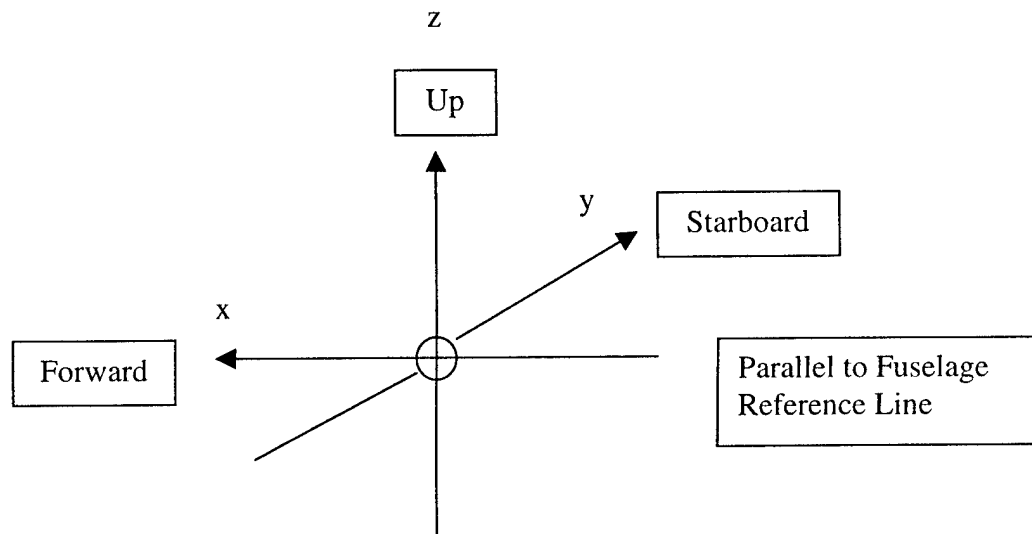 z
Up
y
Starboard
x
Forward
Parallel to Fuselage
Reference Line